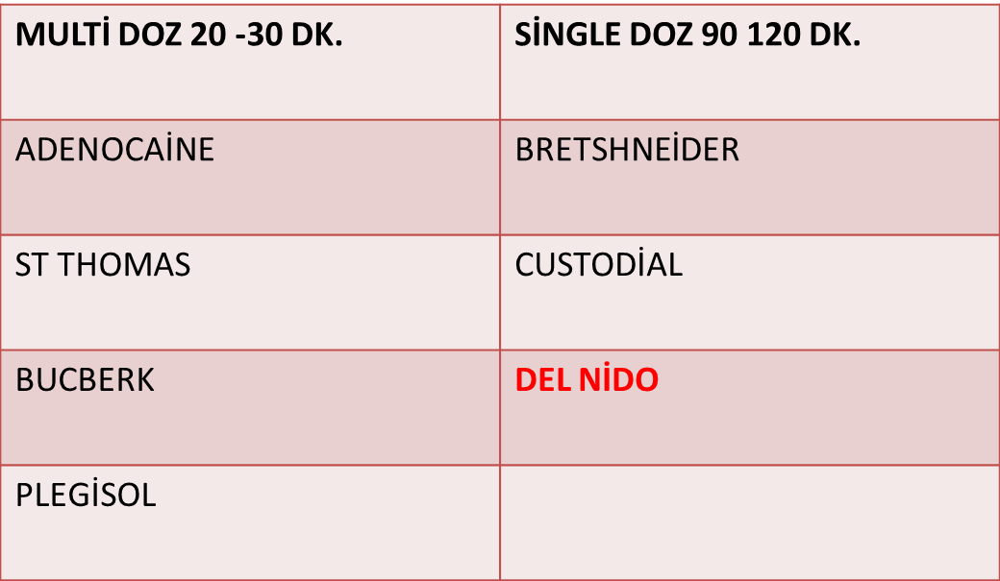 MULTİ DOZ 20 -30 DK.
SİNGLE DOZ 90 120 DK.
ADENOCAİNE
BRETSHNEİDER
ST THOMAS
CUSTODİAL
BUCBERK
DEL NİDO
PLEGİSOL